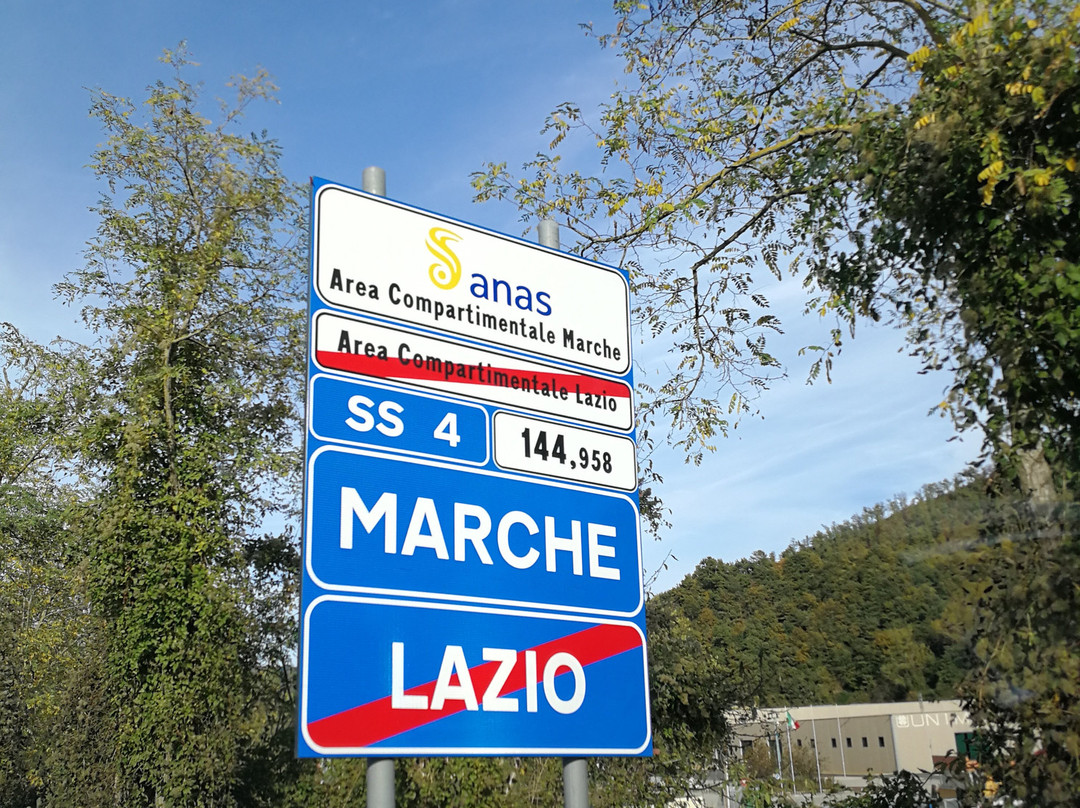 anas
Area Compartimentale Marche
Area Compartimentale Lazio
SS 4
144,958
MARCHE
LAZIO